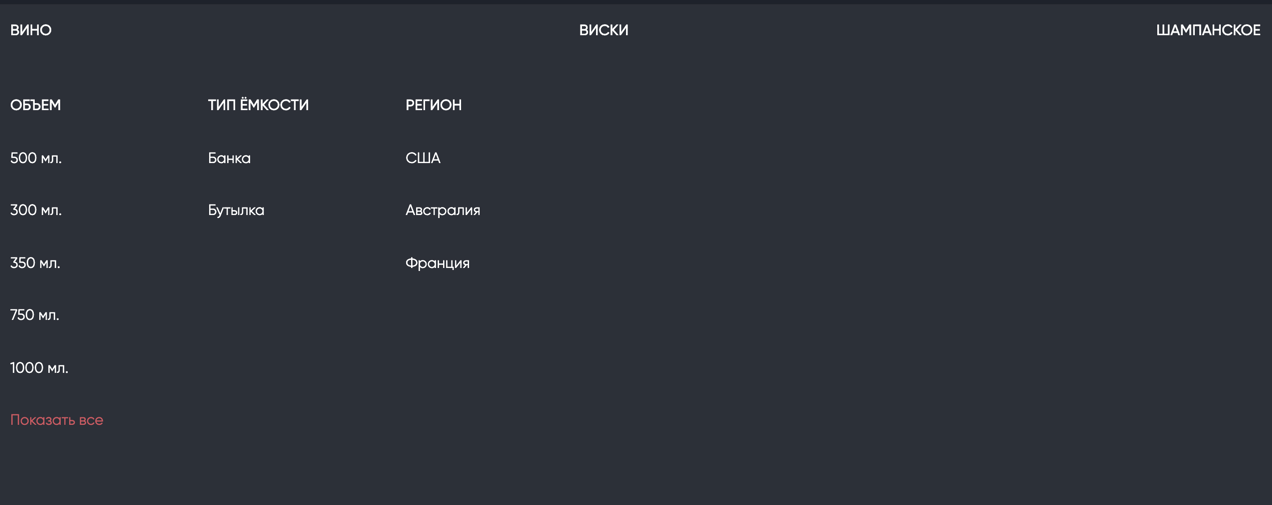 ВИНО ВИСКИ ШАМПАНСКОЕ
ОБЪЕМ ТИП ЁМКОСТИ РЕГИОН
500 мл. Банка США
300 мл. Бутылка Австралия
350 мл. Франция
750 мл.
1000 мл.
Показать все